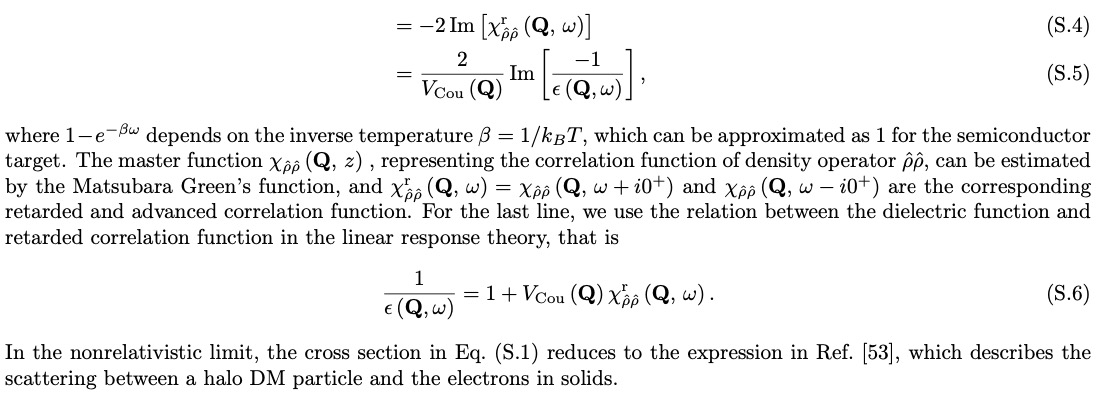 = −2 Im [χ^r_ρ̂ρ̂ (Q, ω)] (S.4)
= 2/V_Cou (Q) Im [−1/ϵ (Q, ω)] , (S.5)
where 1−e^−βω depends on the inverse temperature β = 1/k_BT, which can be approximated as 1 for the semiconductor
target. The master function χ_ρ̂ρ̂ (Q, z) , representing the correlation function of density operator ρ̂ρ̂, can be estimated
by the Matsubara Green's function, and χ^r_ρ̂ρ̂ (Q, ω) = χ_ρ̂ρ̂ (Q, ω + i0^+) and χ_ρ̂ρ̂ (Q, ω − i0^+) are the corresponding
retarded and advanced correlation function. For the last line, we use the relation between the dielectric function and
retarded correlation function in the linear response theory, that is
1/ϵ (Q, ω) = 1 + V_Cou (Q) χ^r_ρ̂ρ̂ (Q, ω) . (S.6)
In the nonrelativistic limit, the cross section in Eq. (S.1) reduces to the expression in Ref. [53], which describes the
scattering between a halo DM particle and the electrons in solids.